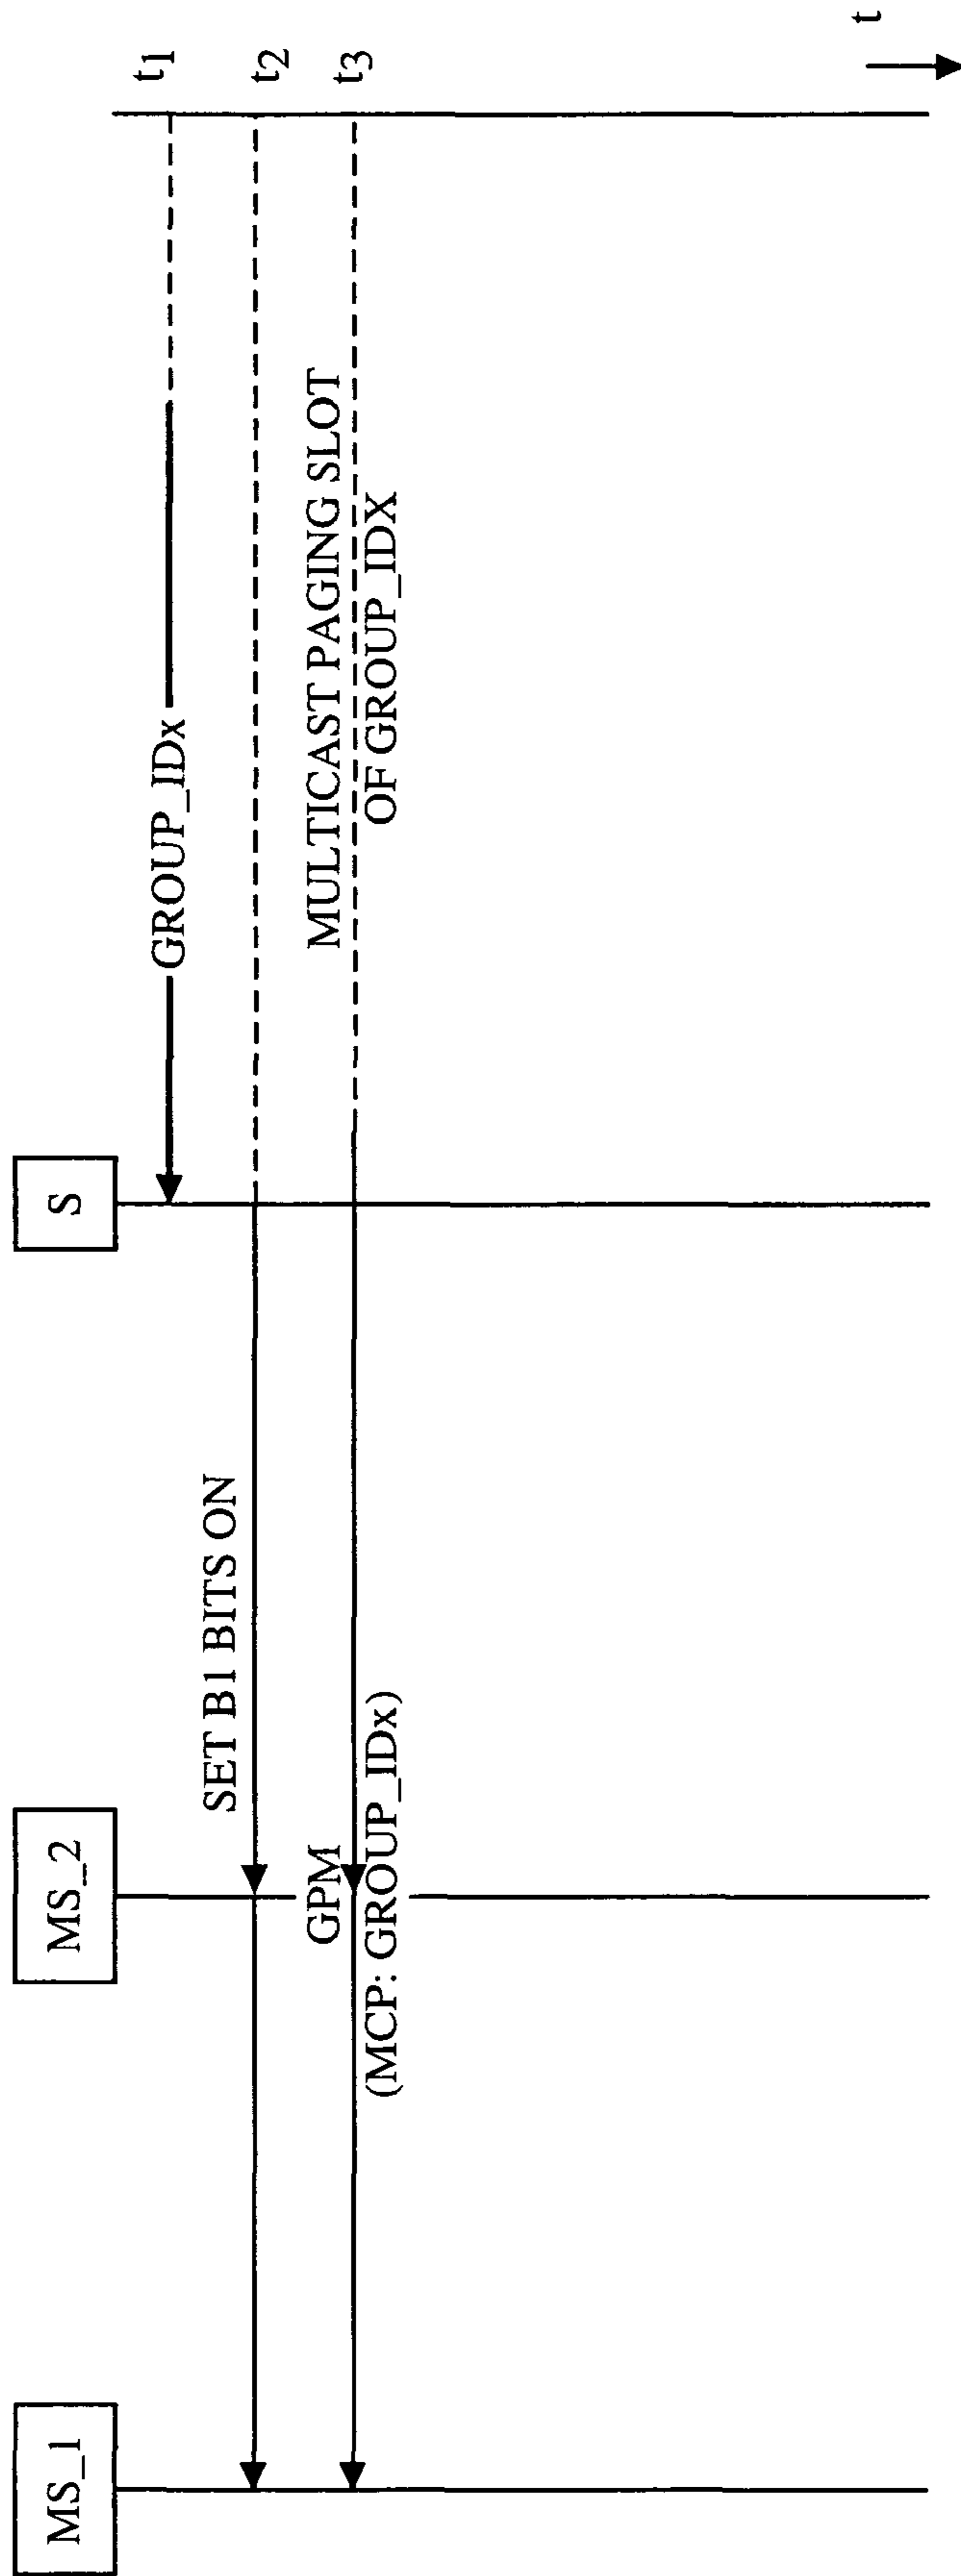 MS_1
MS_2
S
t1
GROUP_IDx
SET B1 BITS ON
t2
GPM
MULTICAST PAGING SLOT
t3
(MCP: GROUP_IDx)
OF GROUP_IDX
t